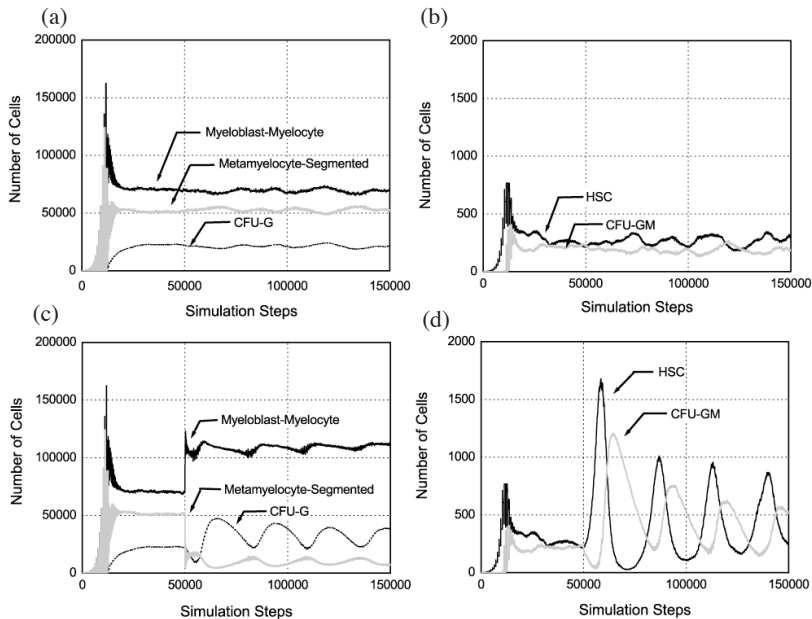 (a)
200000
150000
100000
50000
0
Number of Cells
Myeloblast-Myelocyte
Metamyelocyte-Segmented
CFU-G
0 50000 100000 150000
Simulation Steps
(b)
2000
1500
1000
500
0
Number of Cells
HSC
CFU-GM
0 50000 100000 150000
Simulation Steps
(c)
200000
150000
100000
50000
0
Number of Cells
Myeloblast-Myelocyte
Metamyelocyte-Segmented
CFU-G
0 50000 100000 150000
Simulation Steps
(d)
2000
1500
1000
500
0
Number of Cells
HSC
CFU-GM
0 50000 100000 150000
Simulation Steps